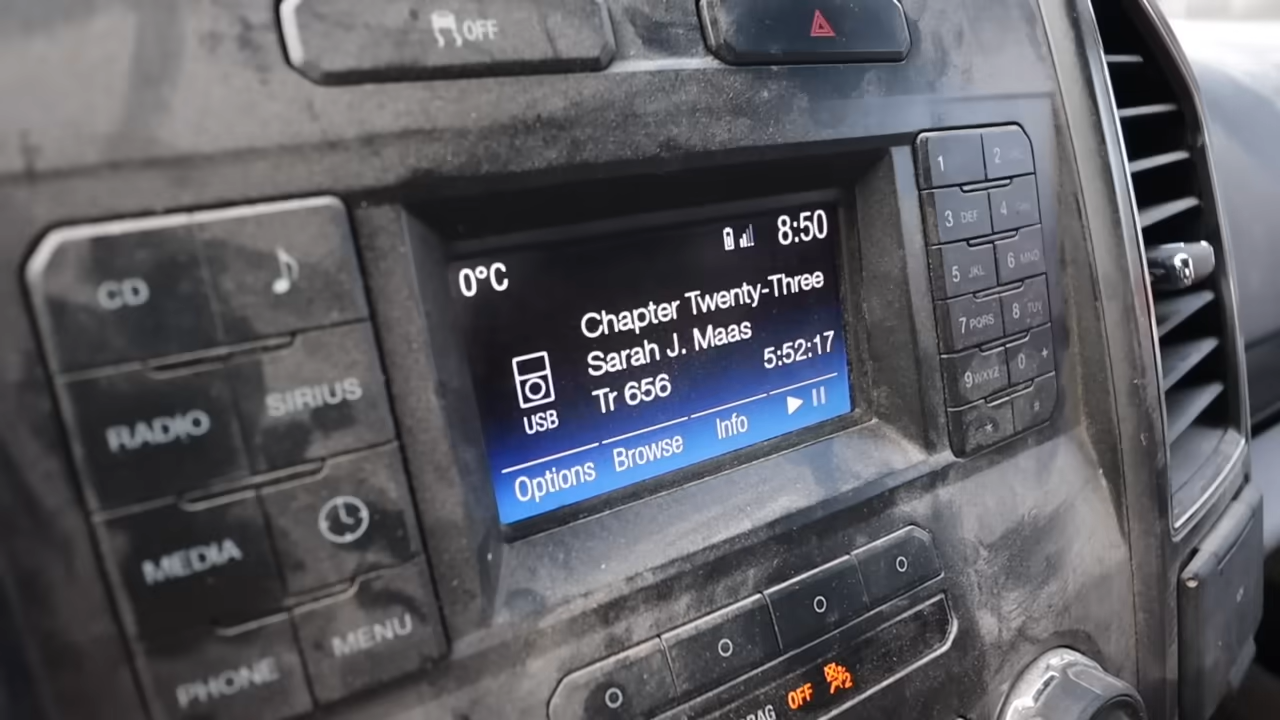 OFF
CD
RADIO
SIRIUS
MEDIA
PHONE
MENU
8:50
0°C
Chapter Twenty-Three
Sarah J. Maas
Tr 656
5:52:17
USB
Options
Browse
Info
1
2
3 DEF
4
5 JKL
6 MNO
7 PQRS
8 TUV
9 WXYZ
0 +
OFF
2